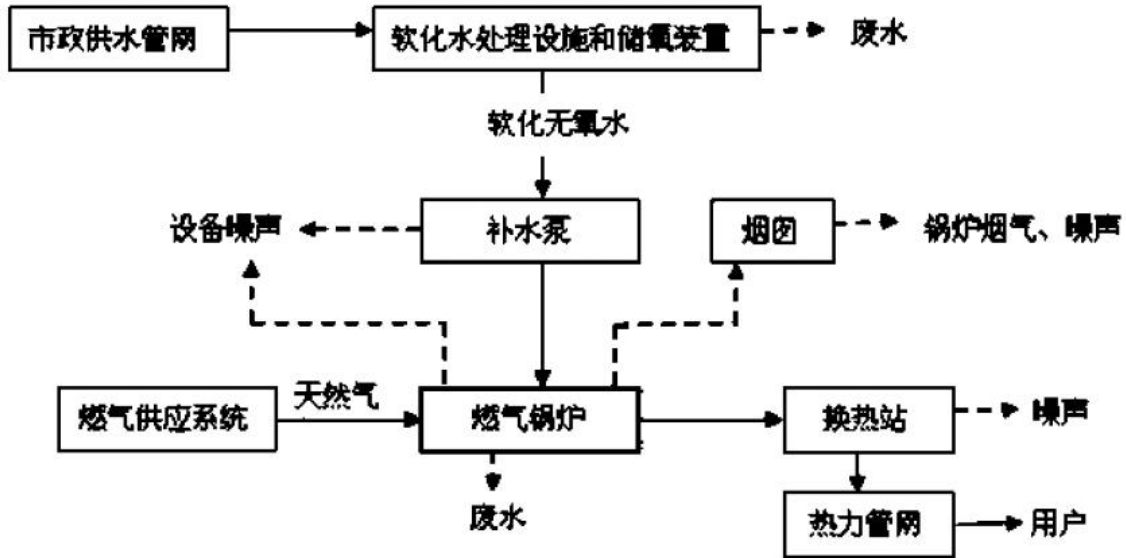 市政供水管网
软化水处理设施和储氧装置
废水
软化无氧水
设备噪声
补水泵
烟囱
锅炉烟气、噪声
天然气
燃气供应系统
燃气锅炉
换热站
噪声
废水
热力管网
用户